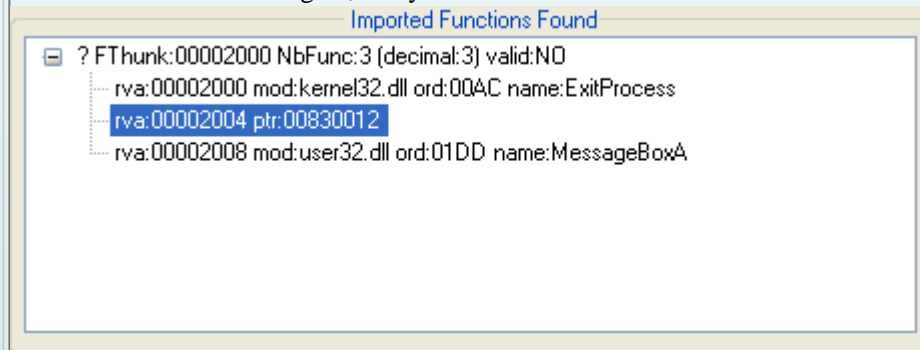 Imported Functions Found
? FThunk:00002000 NbFunc:3 (decimal:3) valid:NO
rva:00002000 mod:kernel32.dll ord:00AC name:ExitProcess
rva:00002004 ptr:00830012
rva:00002008 mod:user32.dll ord:01DD name:MessageBoxA